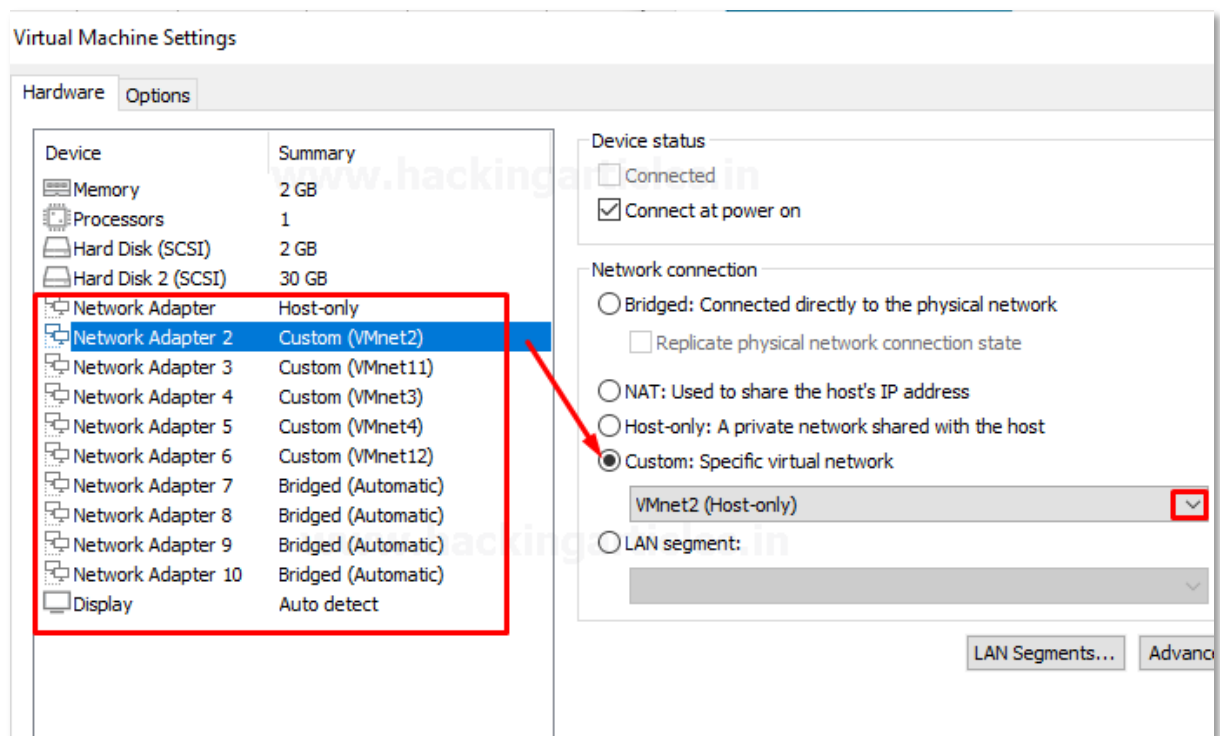 Virtual Machine Settings
Hardware Options
Device Summary
Memory 2 GB
Processors 1
Hard Disk (SCSI) 2 GB
Hard Disk 2 (SCSI) 30 GB
Network Adapter Host-only
Network Adapter 2 Custom (VMnet2)
Network Adapter 3 Custom (VMnet11)
Network Adapter 4 Custom (VMnet3)
Network Adapter 5 Custom (VMnet4)
Network Adapter 6 Custom (VMnet12)
Network Adapter 7 Bridged (Automatic)
Network Adapter 8 Bridged (Automatic)
Network Adapter 9 Bridged (Automatic)
Network Adapter 10 Bridged (Automatic)
Display Auto detect
Device status
Connected
Connect at power on
Network connection
Bridged: Connected directly to the physical network
Replicate physical network connection state
NAT: Used to share the host's IP address
Host-only: A private network shared with the host
Custom: Specific virtual network
VMnet2 (Host-only)
LAN segment:
LAN Segments...
www.hackingarticles.in
www.hackingarticles.in